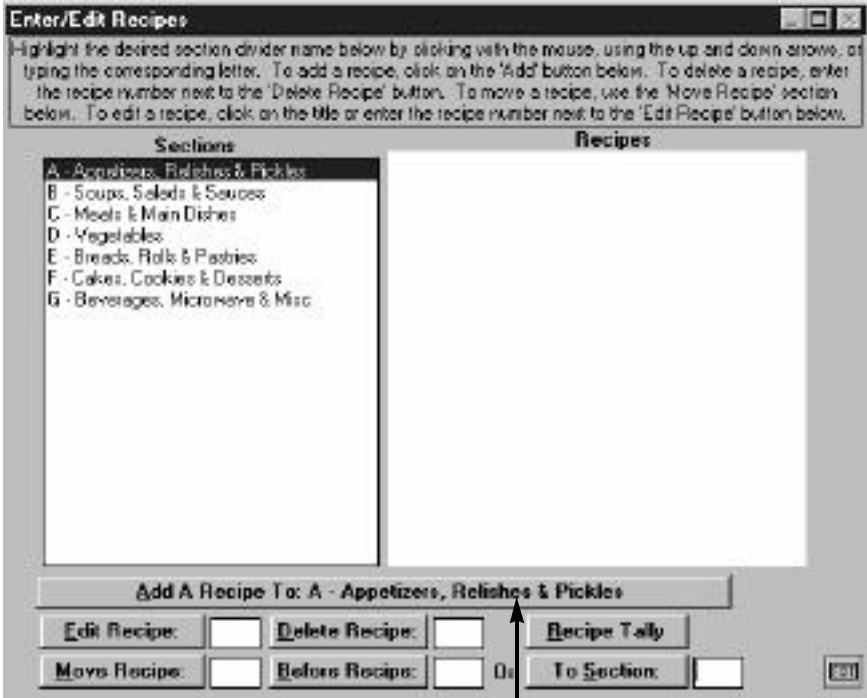 Enter/Edit Recipes
Highlight the desired section divider name below by clicking with the mouse, using the up and down arrows, or
typing the corresponding letter. To add a recipe, click on the 'Add' button below. To delete a recipe, enter
the recipe number next to the 'Delete Recipe' button. To move a recipe, use the 'Move Recipe' section
below. To edit a recipe, click on the title or enter the recipe number next to the 'Edit Recipe' button below.
Sections
Recipes
A - Appetizers, Relishes & Pickles
B - Soups, Salads & Sauces
C - Meats & Main Dishes
D - Vegetables
E - Breads, Rolls & Pastries
F - Cakes, Cookies & Desserts
G - Beverages, Microwave & Misc
Add A Recipe To: A - Appetizers, Relishes & Pickles
Edit Recipe: Delete Recipe: Recipe Tally
Move Recipe: Before Recipe: Or To Section: